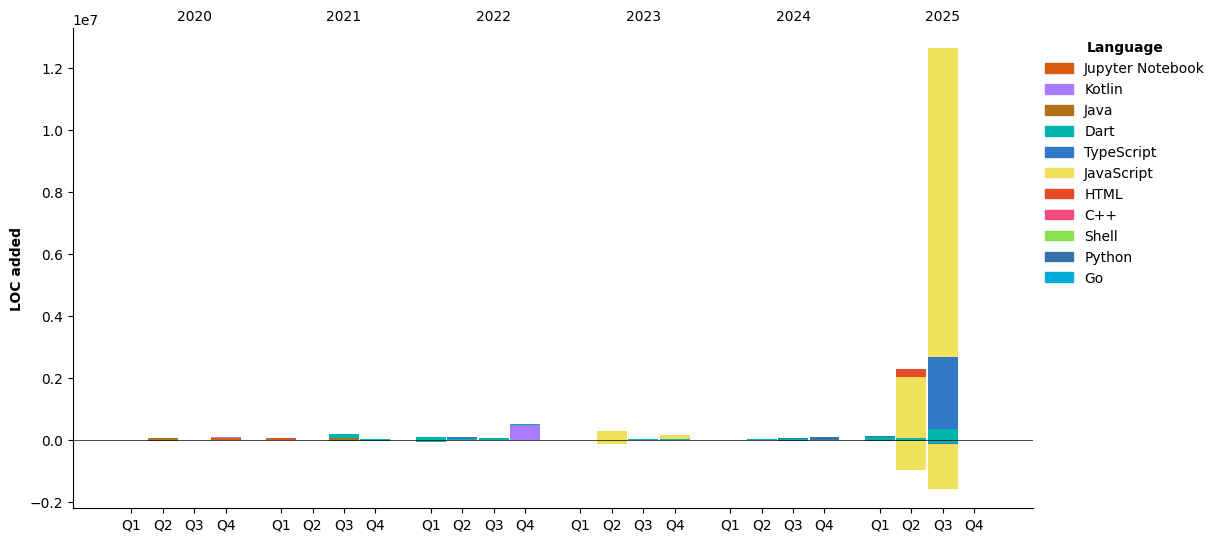 2020 2021 2022 2023 2024 2025
1e7
Language
Jupyter Notebook
Kotlin
Java
Dart
TypeScript
JavaScript
HTML
C++
Shell
Python
Go
LOC added
1.2
1.0
0.8
0.6
0.4
0.2
0.0
−0.2
Q1 Q2 Q3 Q4 Q1 Q2 Q3 Q4 Q1 Q2 Q3 Q4 Q1 Q2 Q3 Q4 Q1 Q2 Q3 Q4 Q1 Q2 Q3 Q4